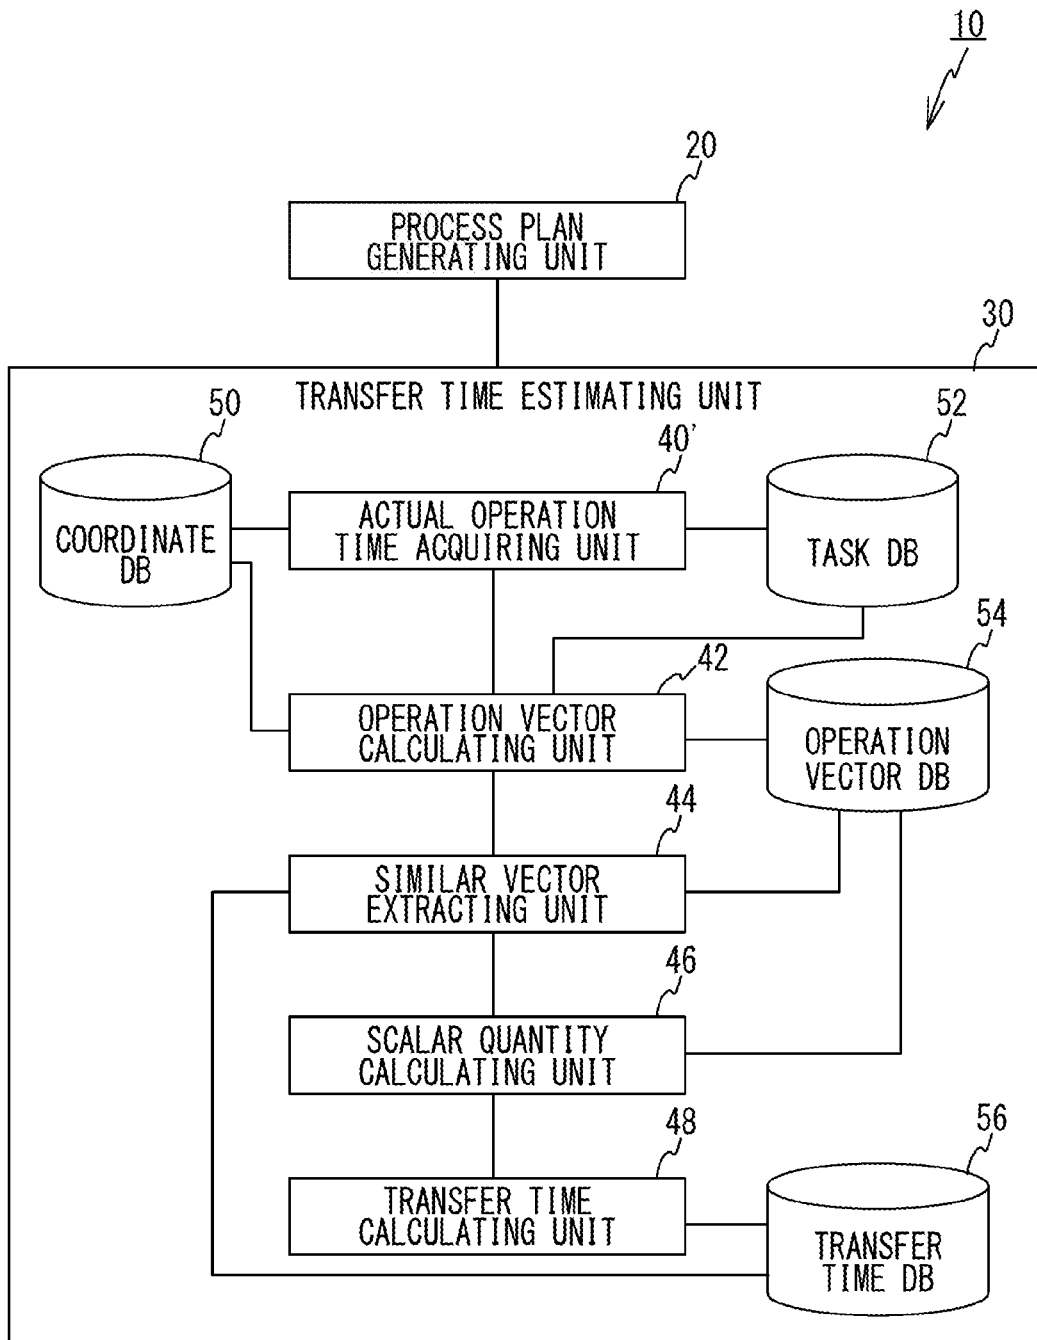 10
20
PROCESS PLAN
GENERATING UNIT
30
TRANSFER TIME ESTIMATING UNIT
50
40'
52
COORDINATE
DB
ACTUAL OPERATION
TIME ACQUIRING UNIT
TASK DB
54
42
OPERATION VECTOR
CALCULATING UNIT
OPERATION
VECTOR DB
44
SIMILAR VECTOR
EXTRACTING UNIT
46
SCALAR QUANTITY
CALCULATING UNIT
48
56
TRANSFER TIME
CALCULATING UNIT
TRANSFER
TIME DB